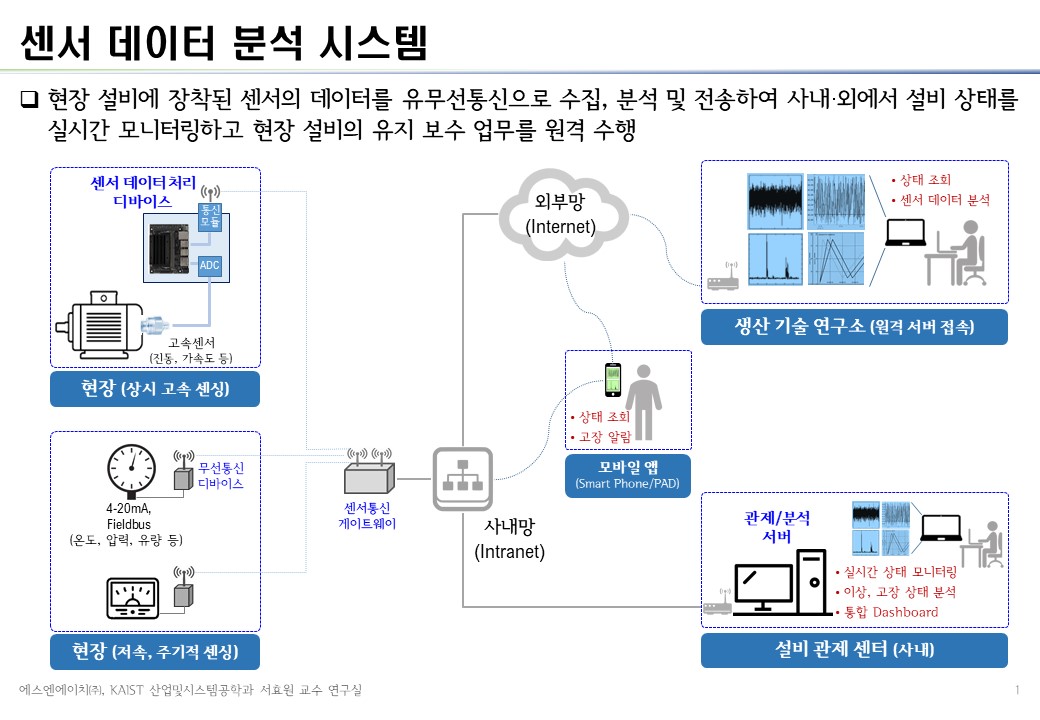 센서 데이터 분석 시스템
❑ 현장 설비에 장착된 센서의 데이터를 유무선통신으로 수집, 분석 및 전송하여 사내·외에서 설비 상태를
실시간 모니터링하고 현장 설비의 유지 보수 업무를 원격 수행
센서 데이터 처리
디바이스
통신
모듈
ADC
고속센서
(진동, 가속도 등)
현장 (상시 고속 센싱)
무선통신
디바이스
4-20mA,
Fieldbus
(온도, 압력, 유량 등)
현장 (저속, 주기적 센싱)
센서통신
게이트웨이
외부망
(Internet)
사내망
(Intranet)
• 상태 조회
• 고장 알람
모바일 앱
(Smart Phone/PAD)
• 상태 조회
• 센서 데이터 분석
생산 기술 연구소 (원격 서버 접속)
관제/분석
서버
• 실시간 상태 모니터링
• 이상, 고장 상태 분석
• 통합 Dashboard
설비 관제 센터 (사내)
에스엔에이치㈜, KAIST 산업및시스템공학과 서효원 교수 연구실
1